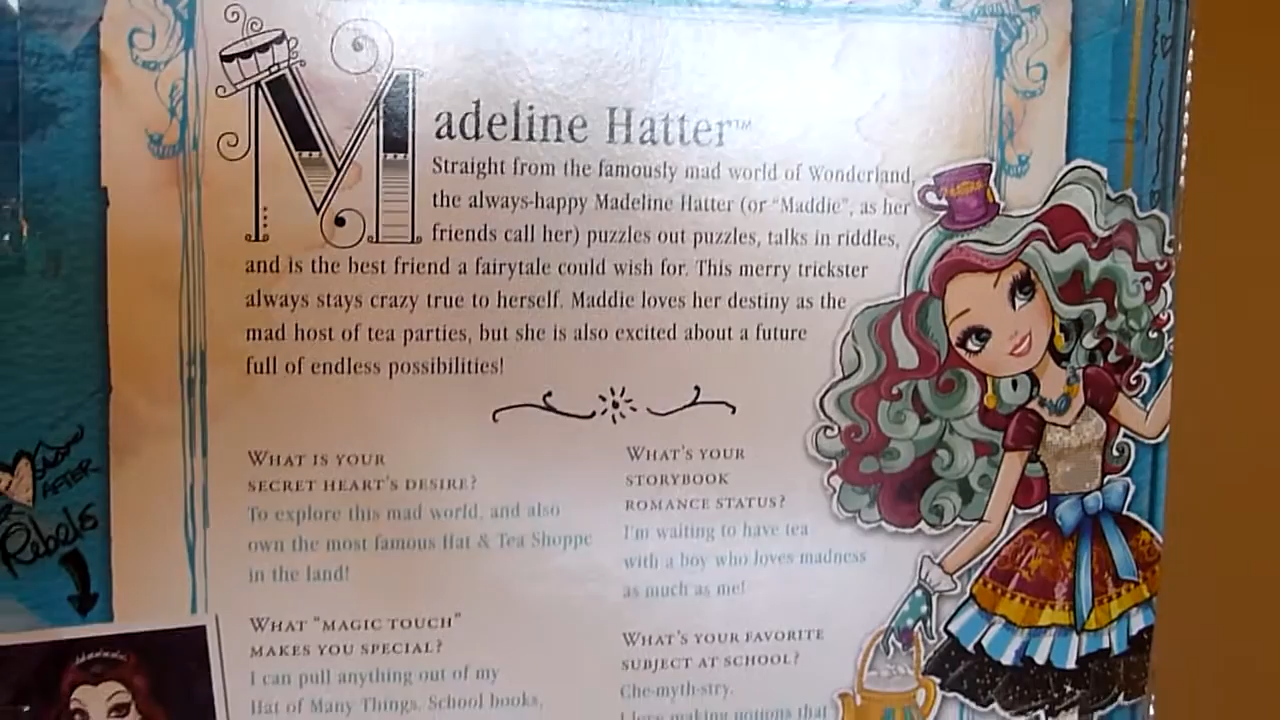 Madeline Hatter™
Straight from the famously mad world of Wonderland,
the always-happy Madeline Hatter (or "Maddie", as her
friends call her) puzzles out puzzles, talks in riddles,
and is the best friend a fairytale could wish for. This merry trickster
always stays crazy true to herself. Maddie loves her destiny as the
mad host of tea parties, but she is also excited about a future
full of endless possibilities!
WHAT IS YOUR
SECRET HEART'S DESIRE?
To explore this mad world, and also
own the most famous Hat & Tea Shoppe
in the land!
WHAT "MAGIC TOUCH"
MAKES YOU SPECIAL?
I can pull anything out of my
Hat of Many Things. School books,
WHAT'S YOUR
STORYBOOK
ROMANCE STATUS?
I'm waiting to have tea
with a boy who loves madness
as much as me!
WHAT'S YOUR FAVORITE
SUBJECT AT SCHOOL?
Che-myth-stry.
I love making potions that
AFTER
Rebels